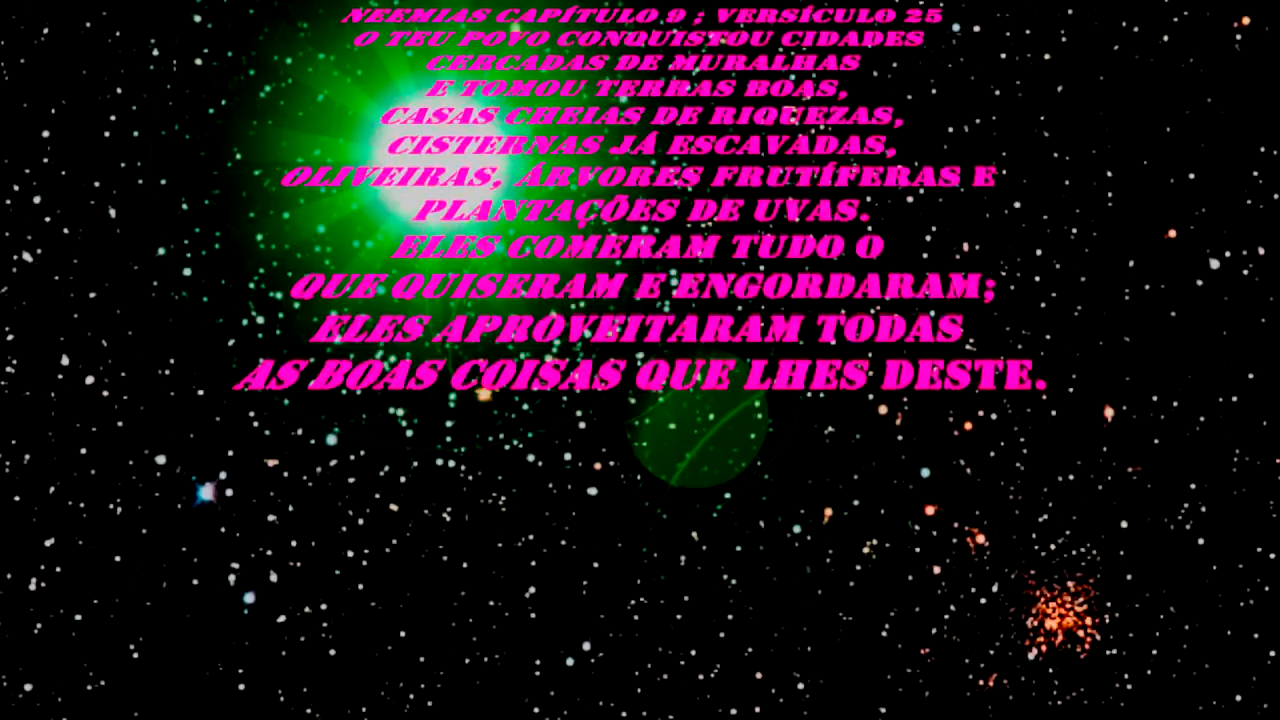 NEEMIAS CAPÍTULO 9 ; VERSÍCULO 25
O TEU POVO CONQUISTOU CIDADES
CERCADAS DE MURALHAS
E TOMOU TERRAS BOAS,
CASAS CHEIAS DE RIQUEZAS,
CISTERNAS JÁ ESCAVADAS,
OLIVEIRAS, ÁRVORES FRUTÍFERAS E
PLANTAÇÕES DE UVAS.
ELES COMERAM TUDO O
QUE QUISERAM E ENGORDARAM;
ELES APROVEITARAM TODAS
AS BOAS COISAS QUE LHES DESTE.